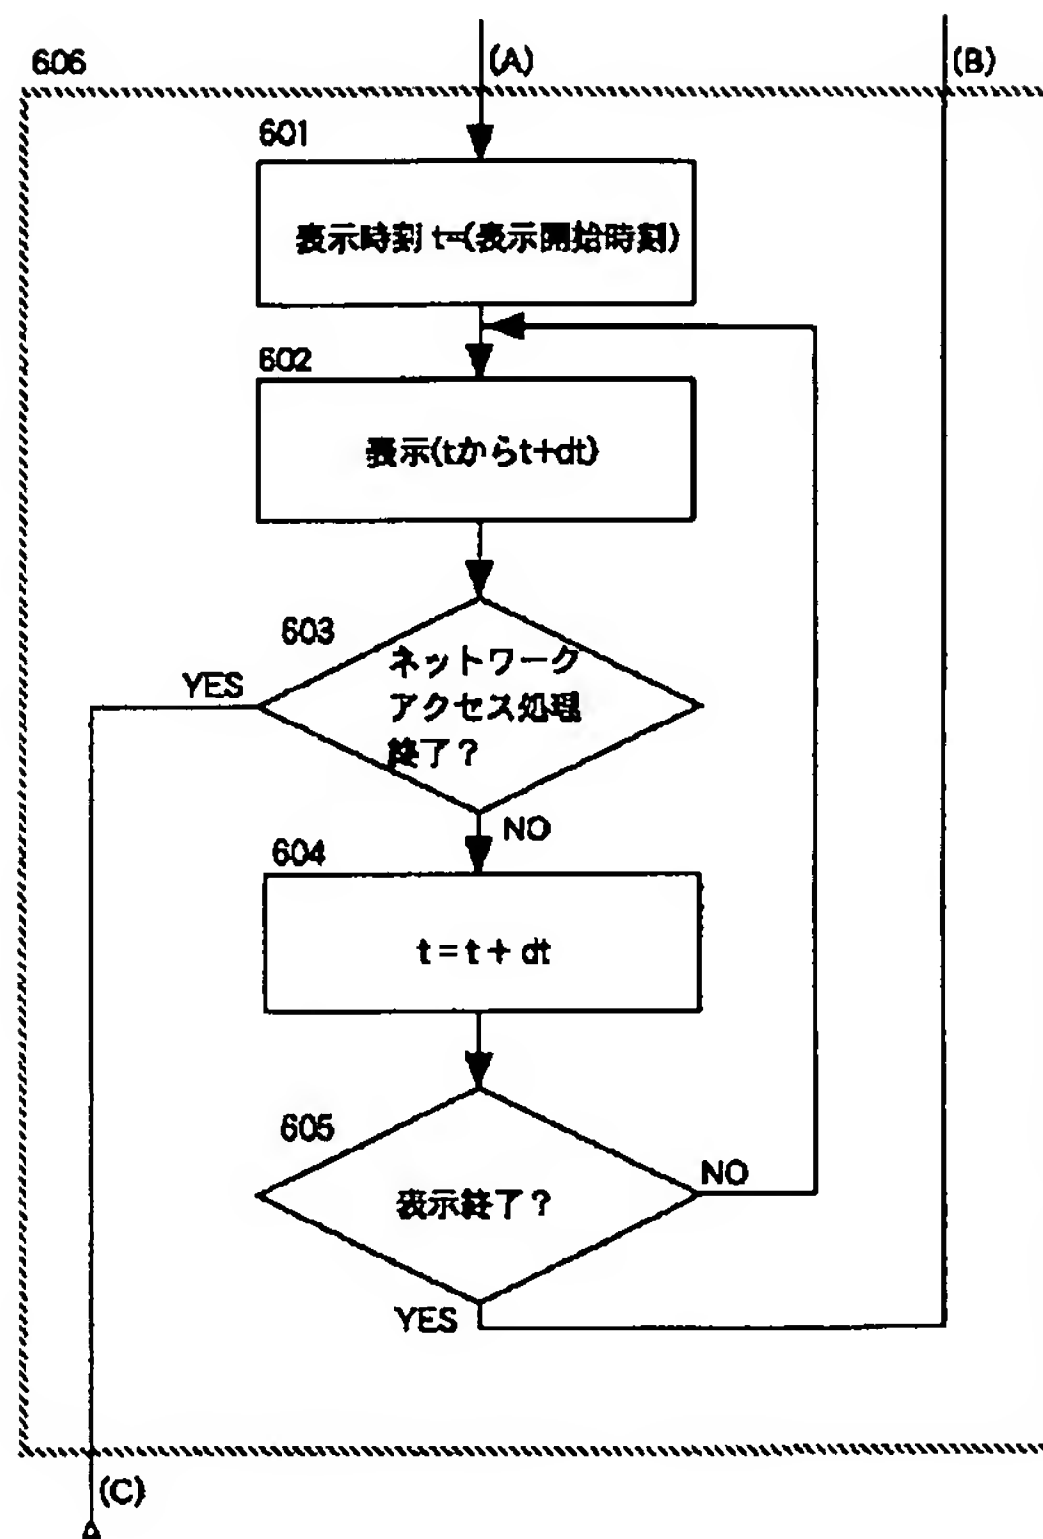 606
(A)
(B)
601
表示時刻 t=(表示開始時刻)
602
表示(tからt+dt)
603
ネットワーク
アクセス処理
終了?
YES
NO
604
t = t + dt
605
表示終了?
NO
YES
(C)